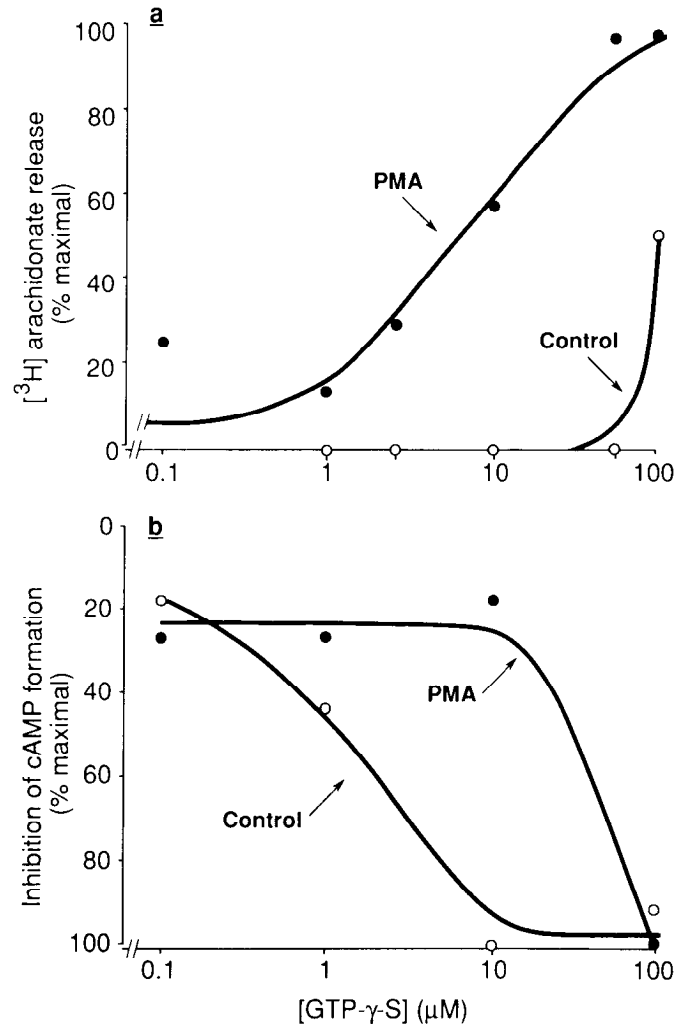 a
100
80
60
40
20
0
[³H] arachidonate release
(% maximal)
PMA
Control
0.1
1
10
100
b
0
20
40
60
80
100
Inhibition of cAMP formation
(% maximal)
PMA
Control
0.1
1
10
100
[GTP-γ-S] (μM)